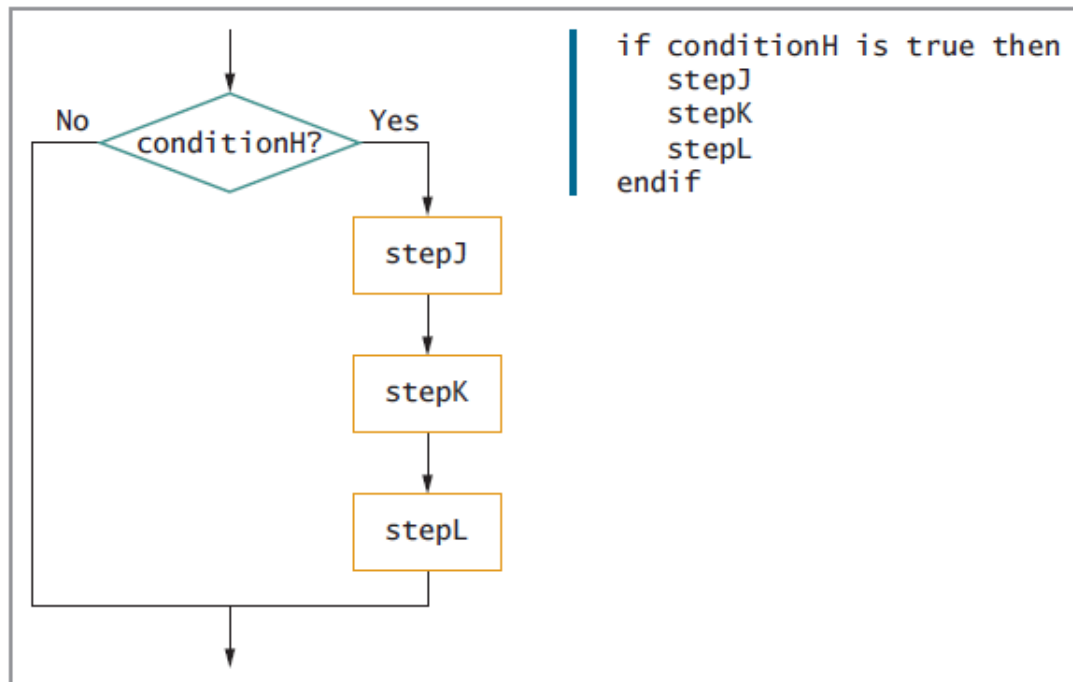 No
conditionH?
Yes
stepJ
stepK
stepL
if conditionH is true then
   stepJ
   stepK
   stepL
endif